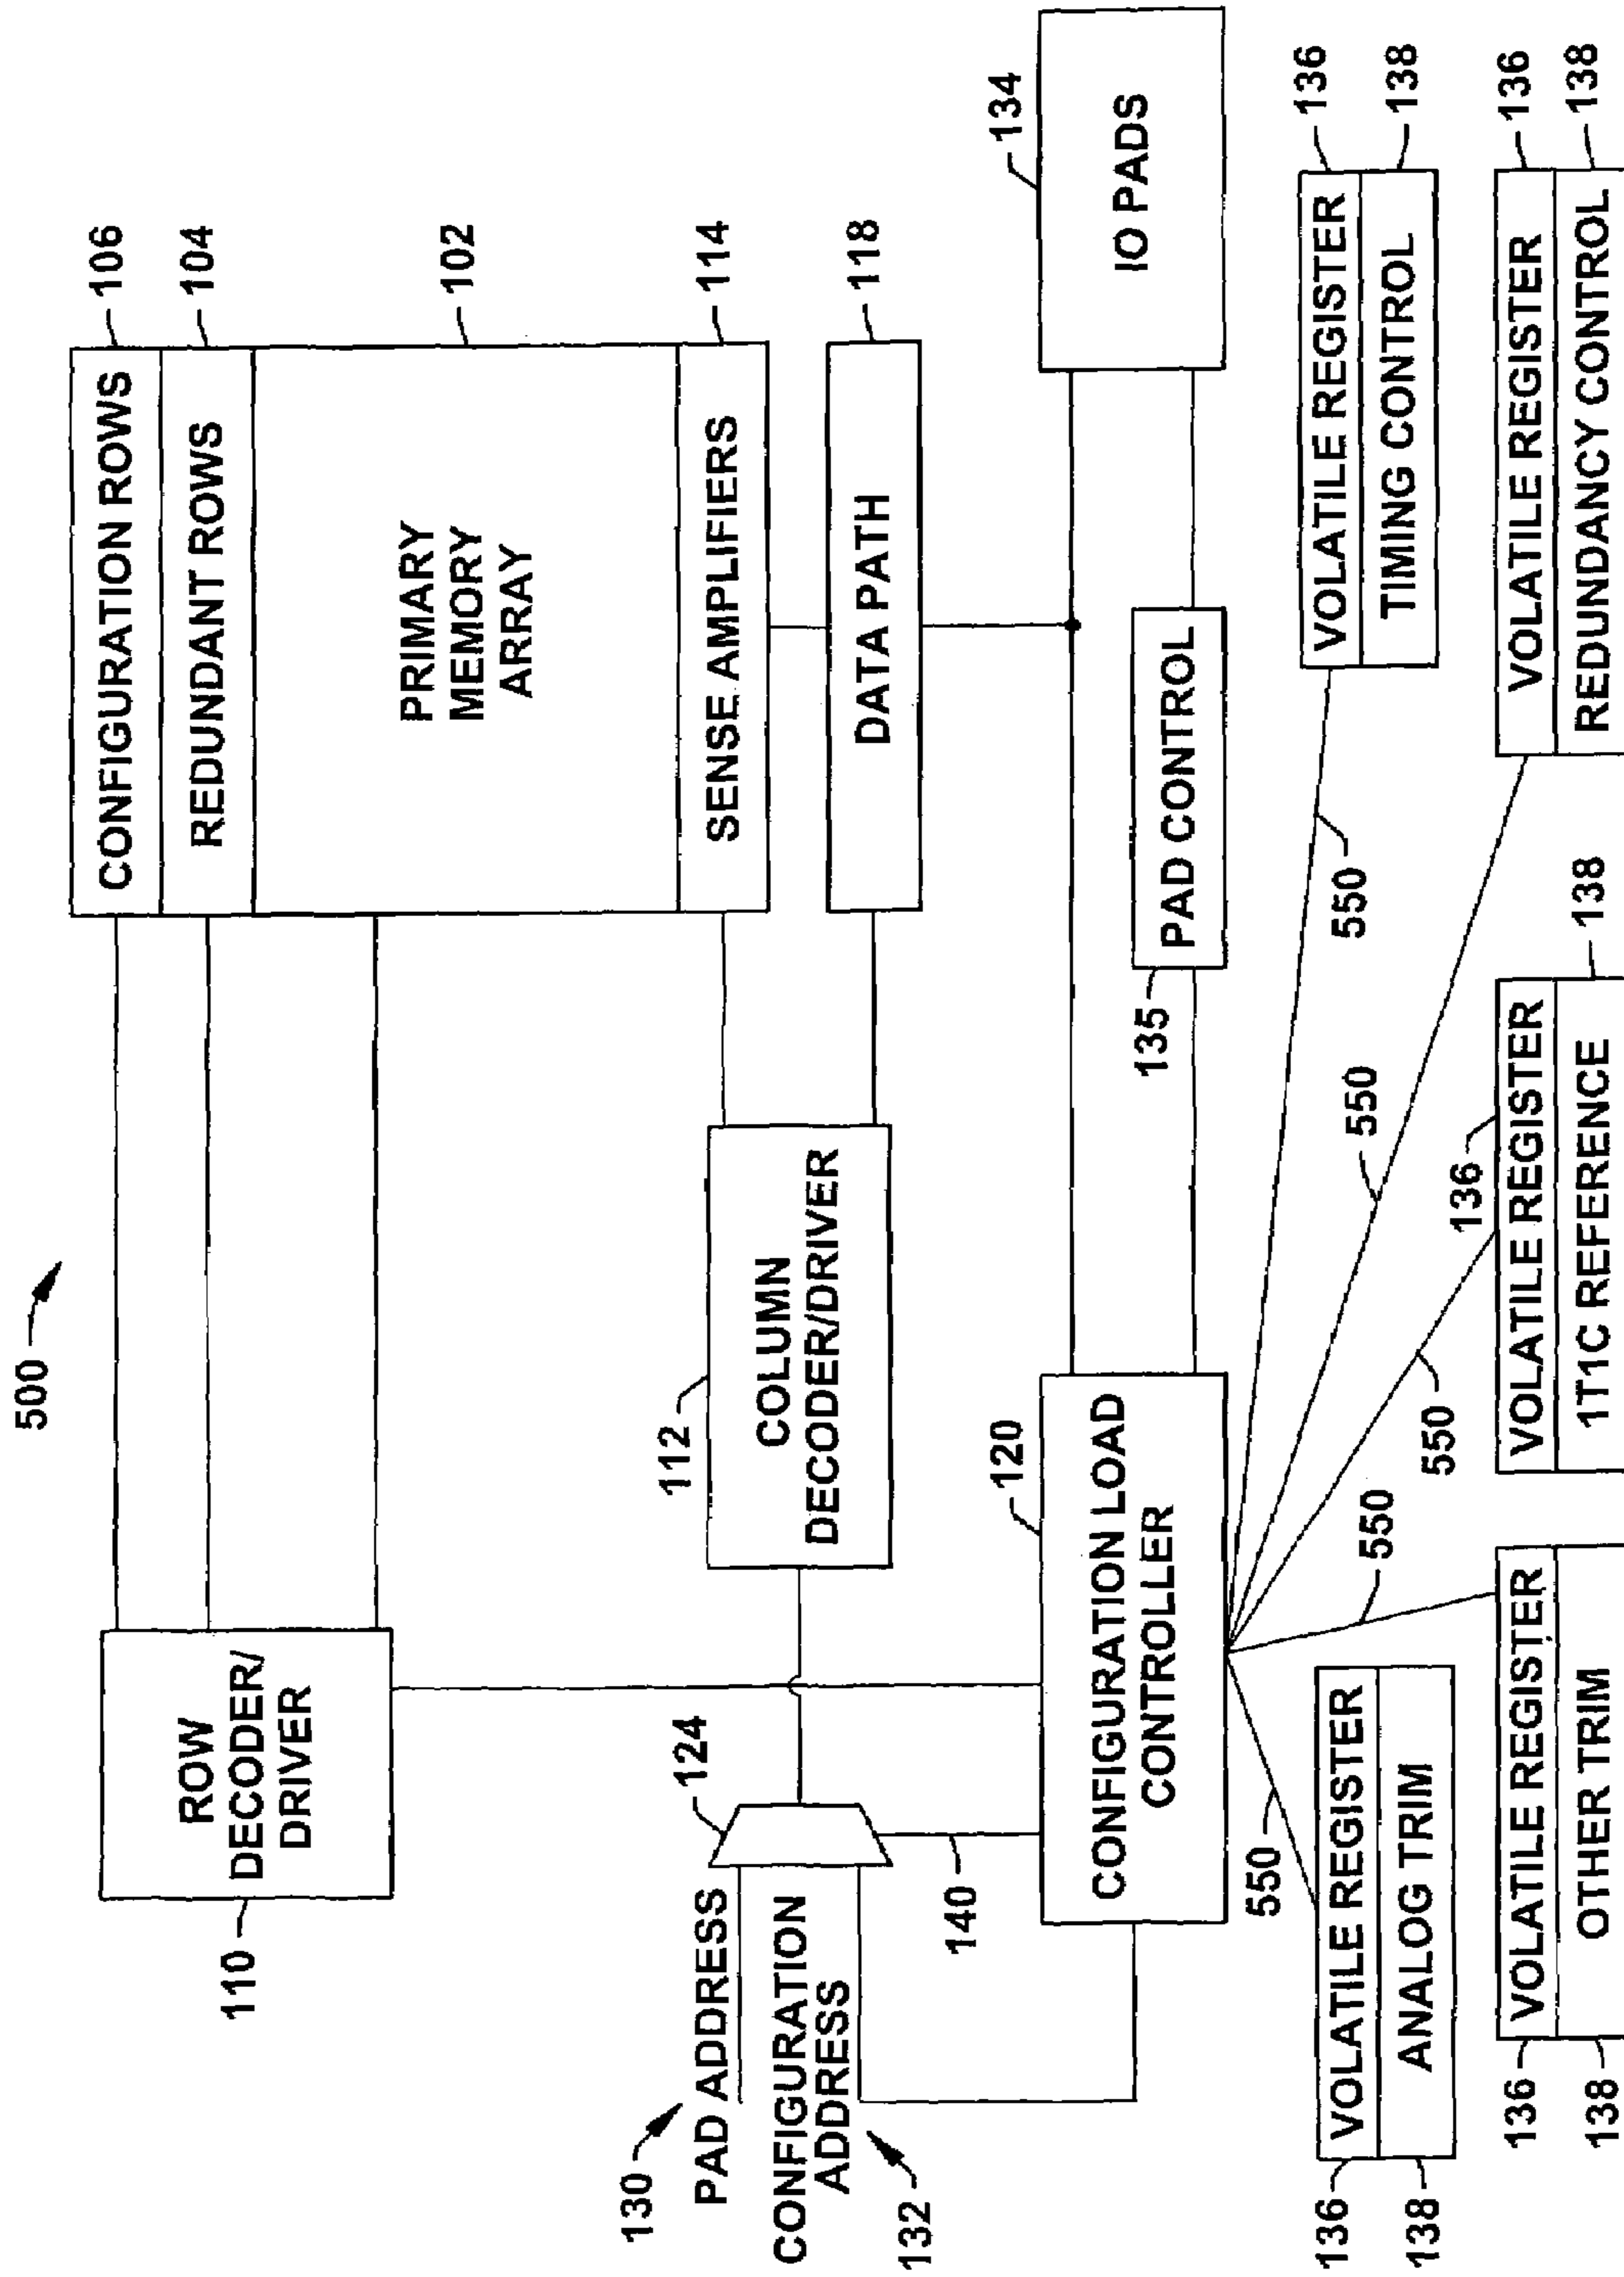 500
CONFIGURATION ROWS
106
REDUNDANT ROWS
104
PRIMARY
MEMORY
ARRAY
102
SENSE AMPLIFIERS
114
DATA PATH
118
ROW
DECODER/
DRIVER
110
COLUMN
DECODER/DRIVER
112
124
130
PAD ADDRESS
CONFIGURATION
ADDRESS
132
140
CONFIGURATION LOAD
CONTROLLER
120
135
PAD CONTROL
IO PADS
134
550
550
550
550
550
VOLATILE REGISTER
136
TIMING CONTROL
138
136
VOLATILE REGISTER
138
ANALOG TRIM
136
VOLATILE REGISTER
138
OTHER TRIM
136
VOLATILE REGISTER
1T1C REFERENCE
138
VOLATILE REGISTER
136
REDUNDANCY CONTROL
138